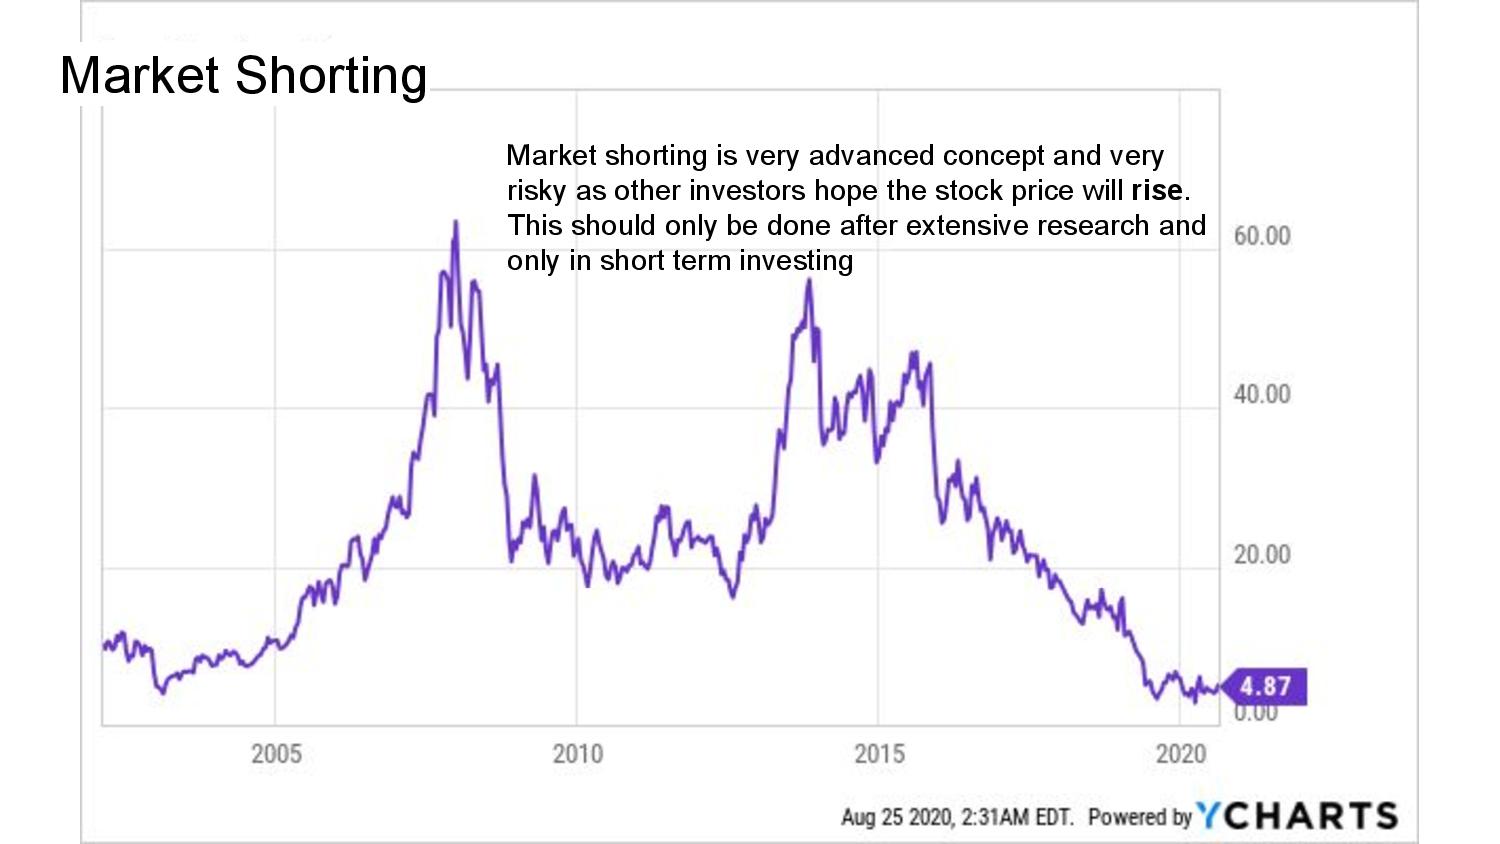 Market Shorting
Market shorting is very advanced concept and very
risky as other investors hope the stock price will rise.
This should only be done after extensive research and
only in short term investing
60.00
40.00
20.00
4.87
0.00
2005 2010 2015 2020
Aug 25 2020, 2:31AM EDT. Powered by YCHARTS